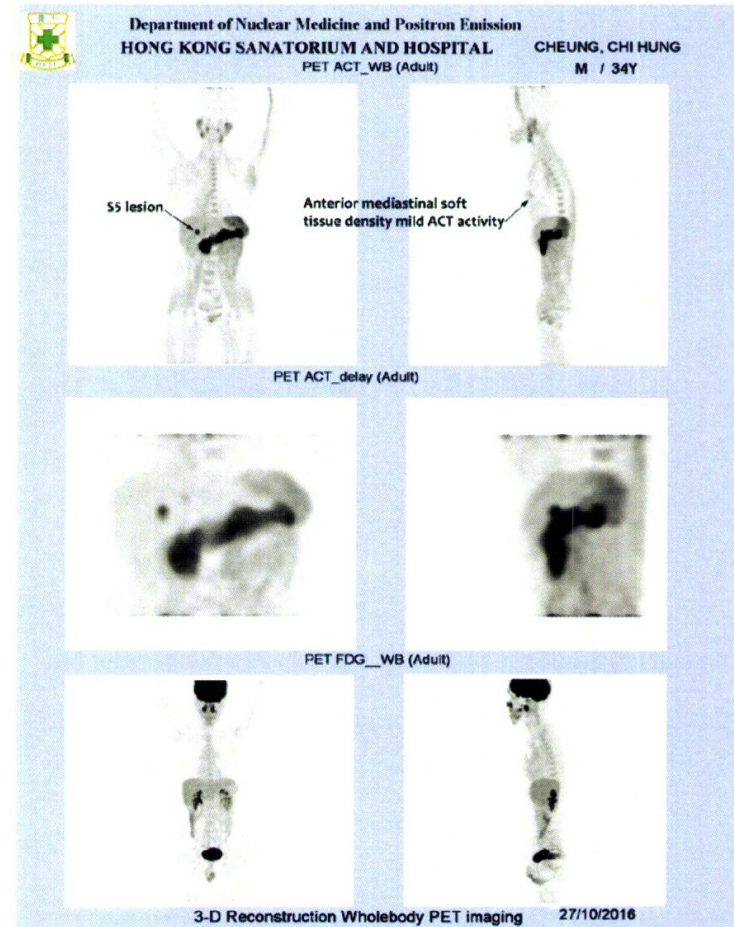 Department of Nuclear Medicine and Positron Emission
HONG KONG SANATORIUM AND HOSPITAL
CHEUNG, CHI HUNG
PET ACT_WB (Adult)
M / 34Y
S5 lesion
Anterior mediastinal soft
tissue density mild ACT activity
PET ACT_delay (Adult)
PET FDG__WB (Adult)
3-D Reconstruction Wholebody PET imaging
27/10/2016